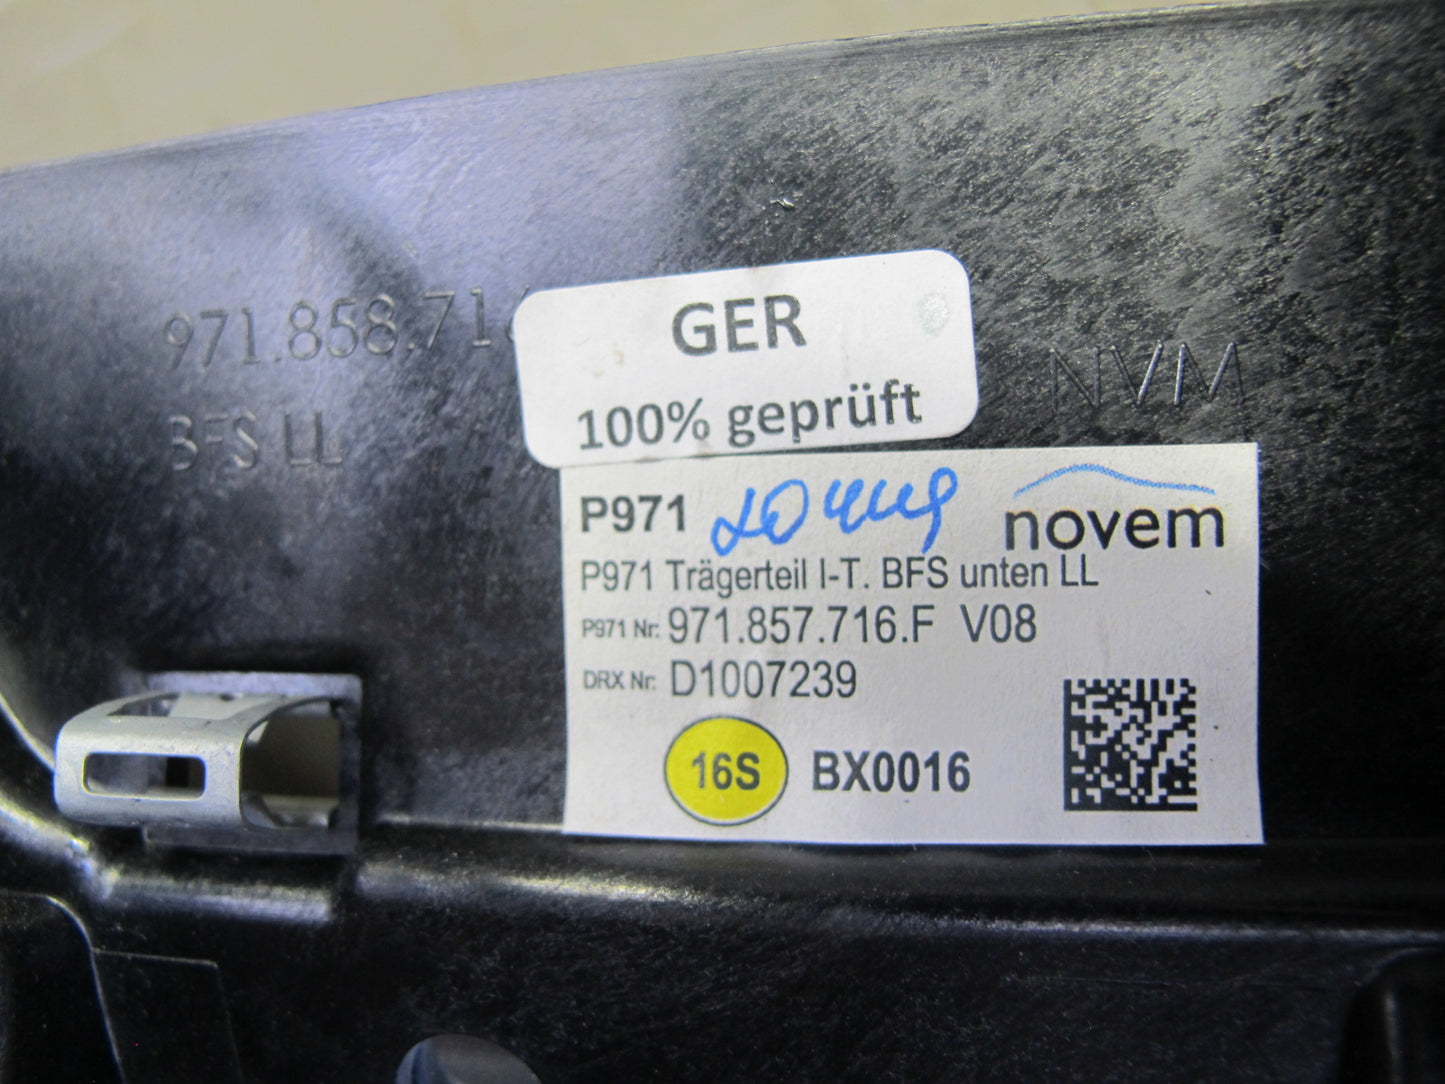 971.858.716
BFS LL
NVM
GER
100% geprüft
P971
novem
P971 Trägerteil I-T. BFS unten LL
P971 Nr: 971.857.716.F V08
DRX Nr: D1007239
16S BX0016